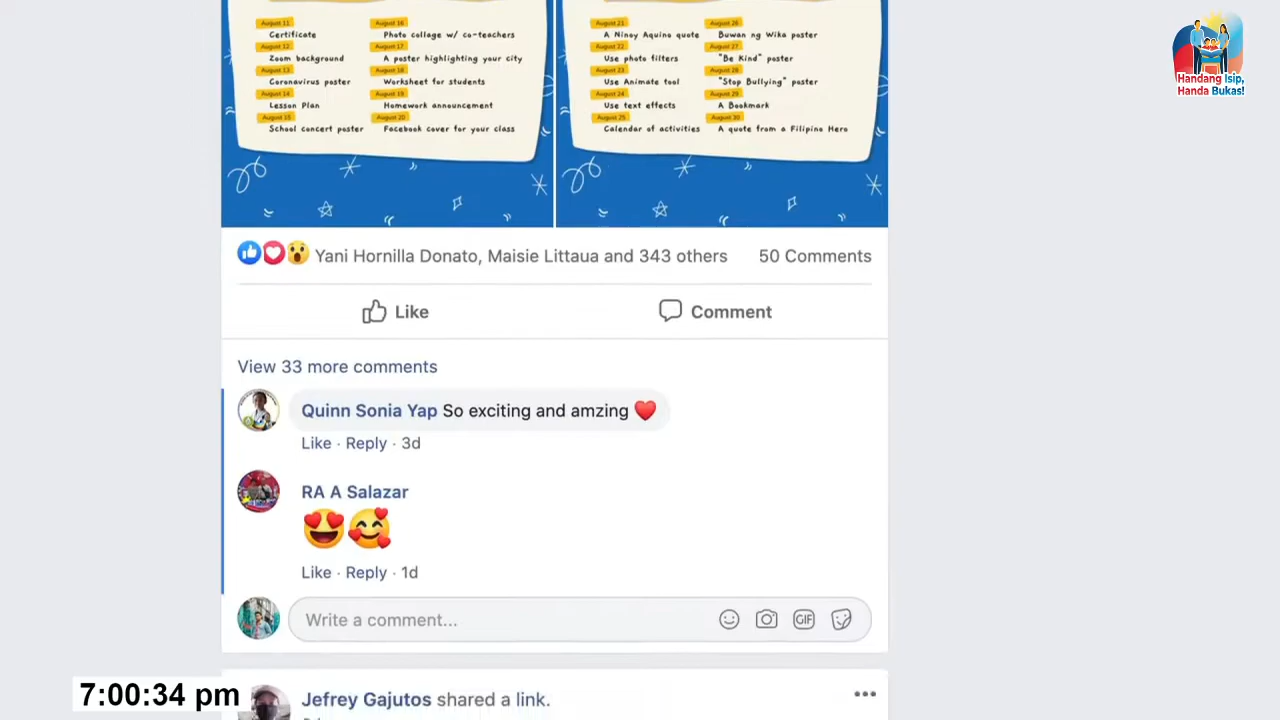 August 11
Certificate
August 12
Zoom background
August 13
Coronavirus poster
August 14
Lesson Plan
August 15
School concert poster
August 16
Photo collage w/ co-teachers
August 17
A poster highlighting your city
August 18
Worksheet for students
August 19
Homework announcement
August 20
Facebook cover for your class
August 21
A Ninoy Aquino quote
August 22
Use photo filters
August 23
Use Animate tool
August 24
Use text effects
August 25
Calendar of activities
August 26
Buwan ng Wika poster
August 27
"Be Kind" poster
August 28
"Stop Bullying" poster
August 29
A Bookmark
August 30
A quote from a Filipino Hero
Handang Isip,
Handa Bukas!
Yani Hornilla Donato, Maisie Littaua and 343 others 50 Comments
Like Comment
View 33 more comments
Quinn Sonia Yap So exciting and amzing
Like · Reply · 3d
RA A Salazar
Like · Reply · 1d
Write a comment...
GIF
7:00:34 pm
Jefrey Gajutos shared a link.